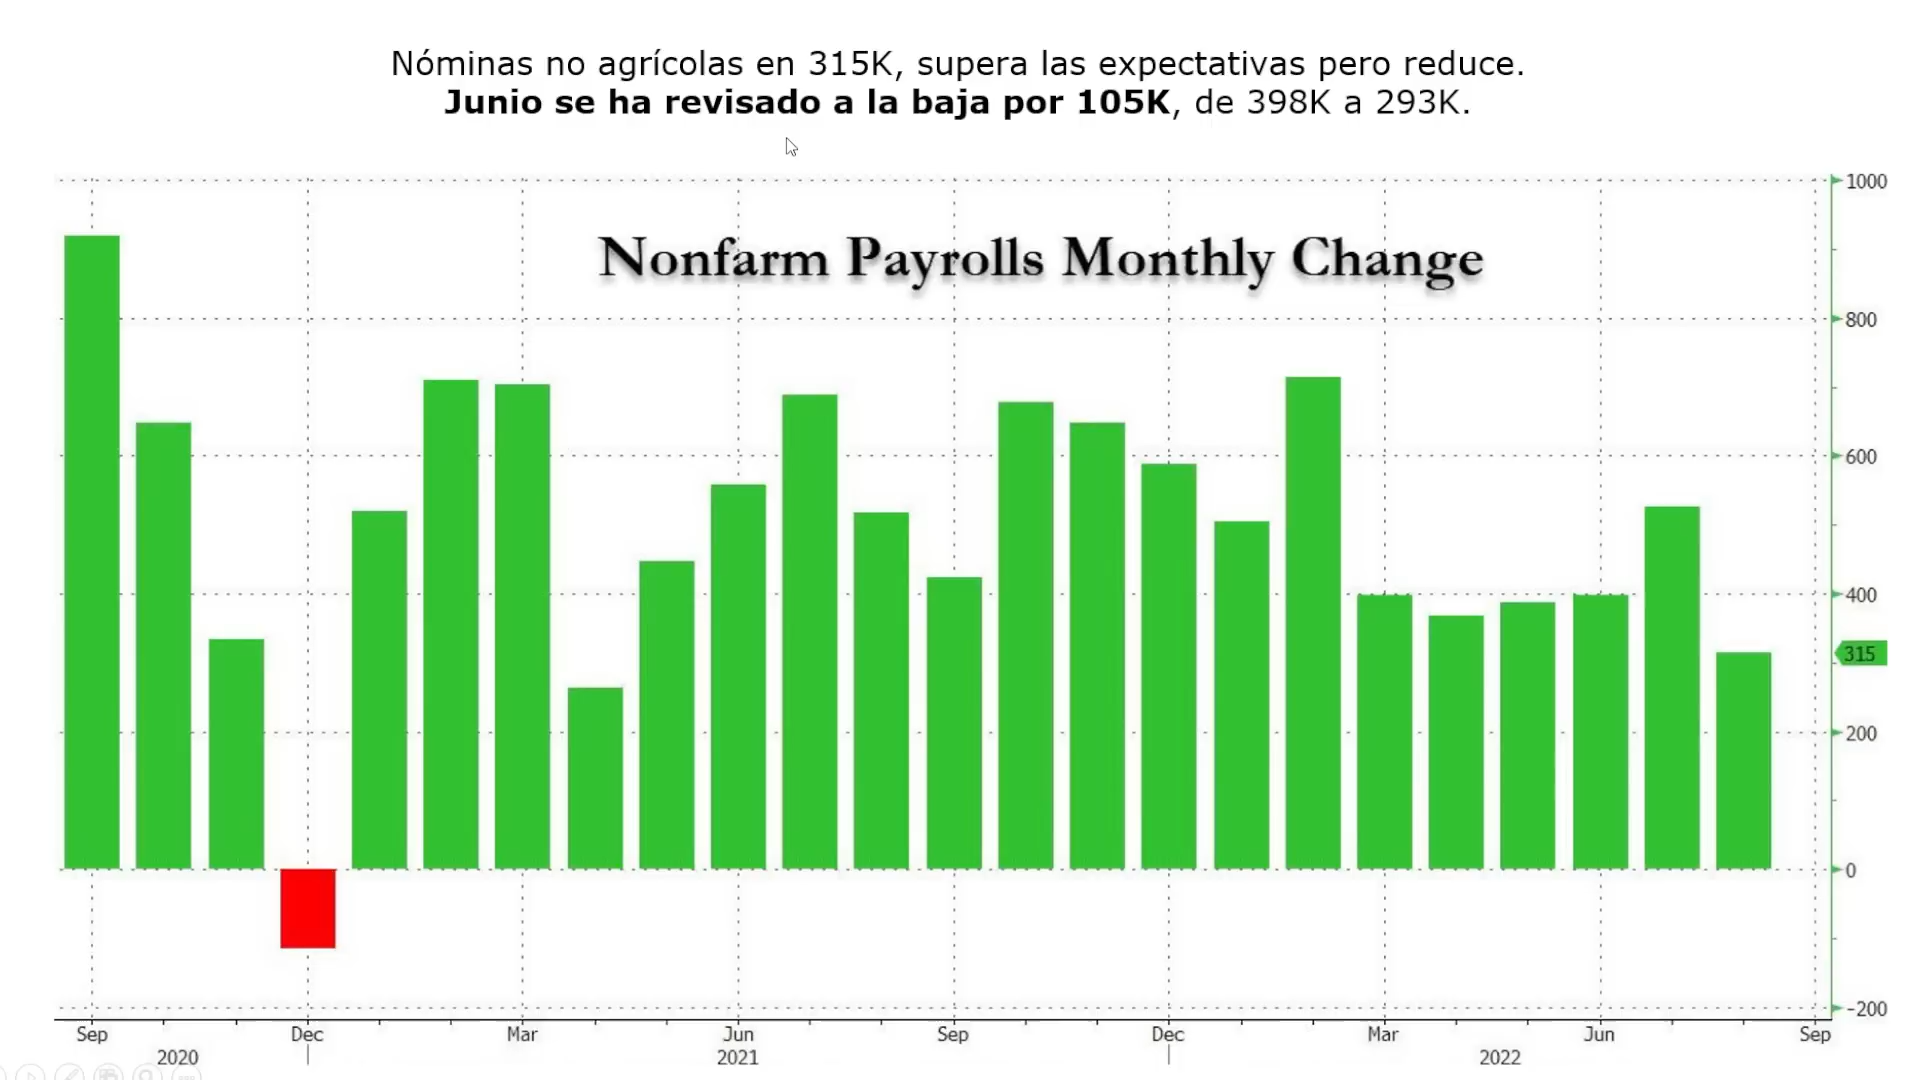 Nóminas no agrícolas en 315K, supera las expectativas pero reduce.
Junio se ha revisado a la baja por 105K, de 398K a 293K.
Nonfarm Payrolls Monthly Change
1000
800
600
400
315
200
0
-200
Sep Dec Mar Jun Sep Dec Mar Jun Sep
2020 2021 2022